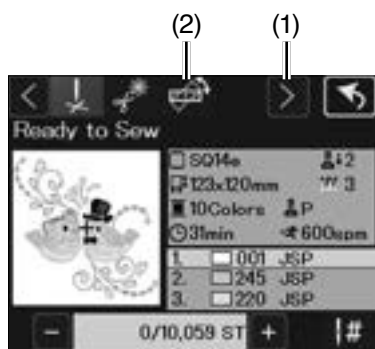 (2) (1)
Ready to Sew
SQ14e 2
123x120mm 3
10Colors P
31min 600spm
1. 001 JSP
2. 245 JSP
3. 220 JSP
- 0/10,059 ST + #